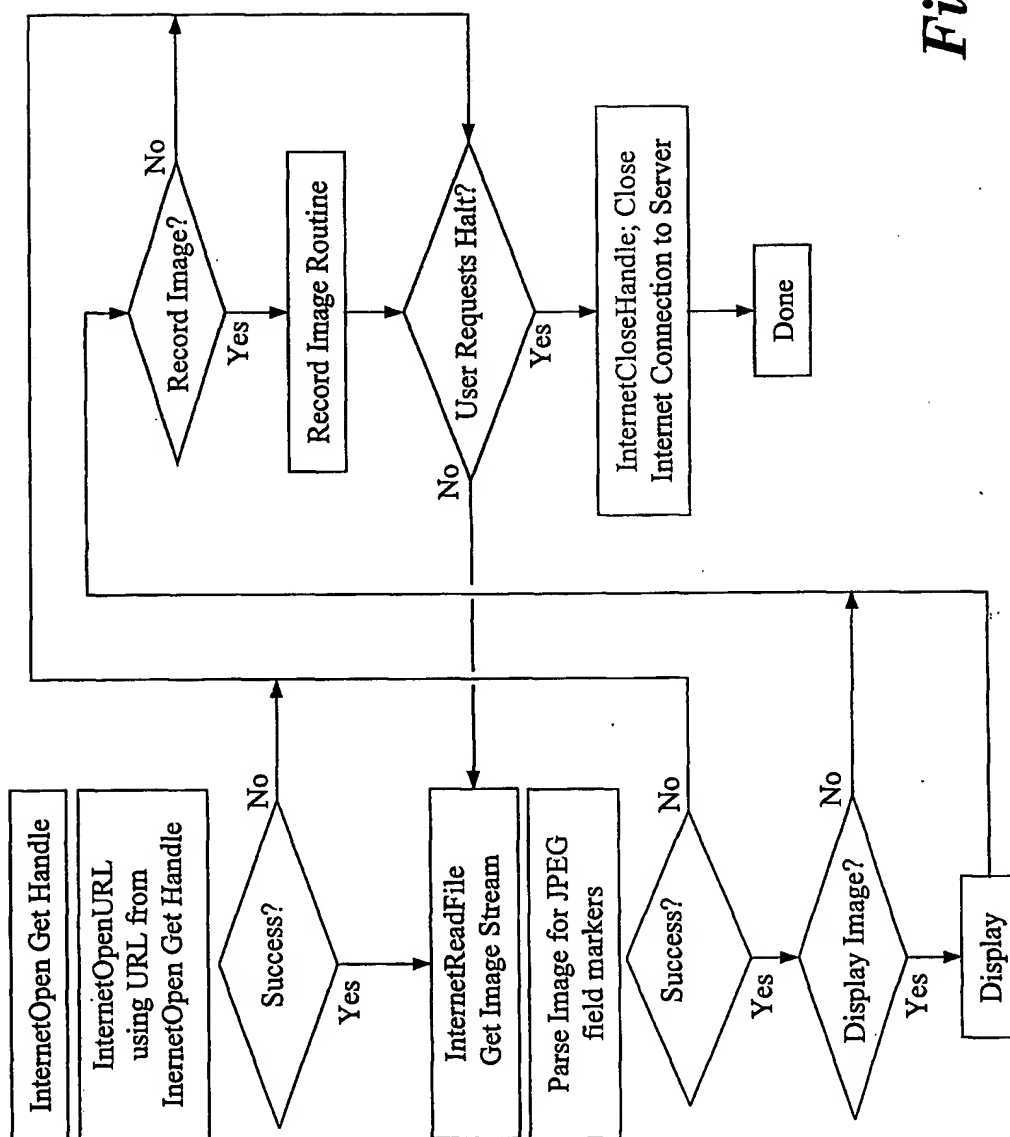 InternetOpen Get Handle
InternetOpenURL
using URL from
InernetOpen Get Handle
Success?
No
Yes
InternetReadFile
Get Image Stream
Parse Image for JPEG
field markers
Success?
No
Yes
Display Image?
No
Yes
Display
Record Image?
No
Yes
Record Image Routine
User Requests Halt?
No
Yes
InternetCloseHandle; Close
Internet Connection to Server
Done
Fi